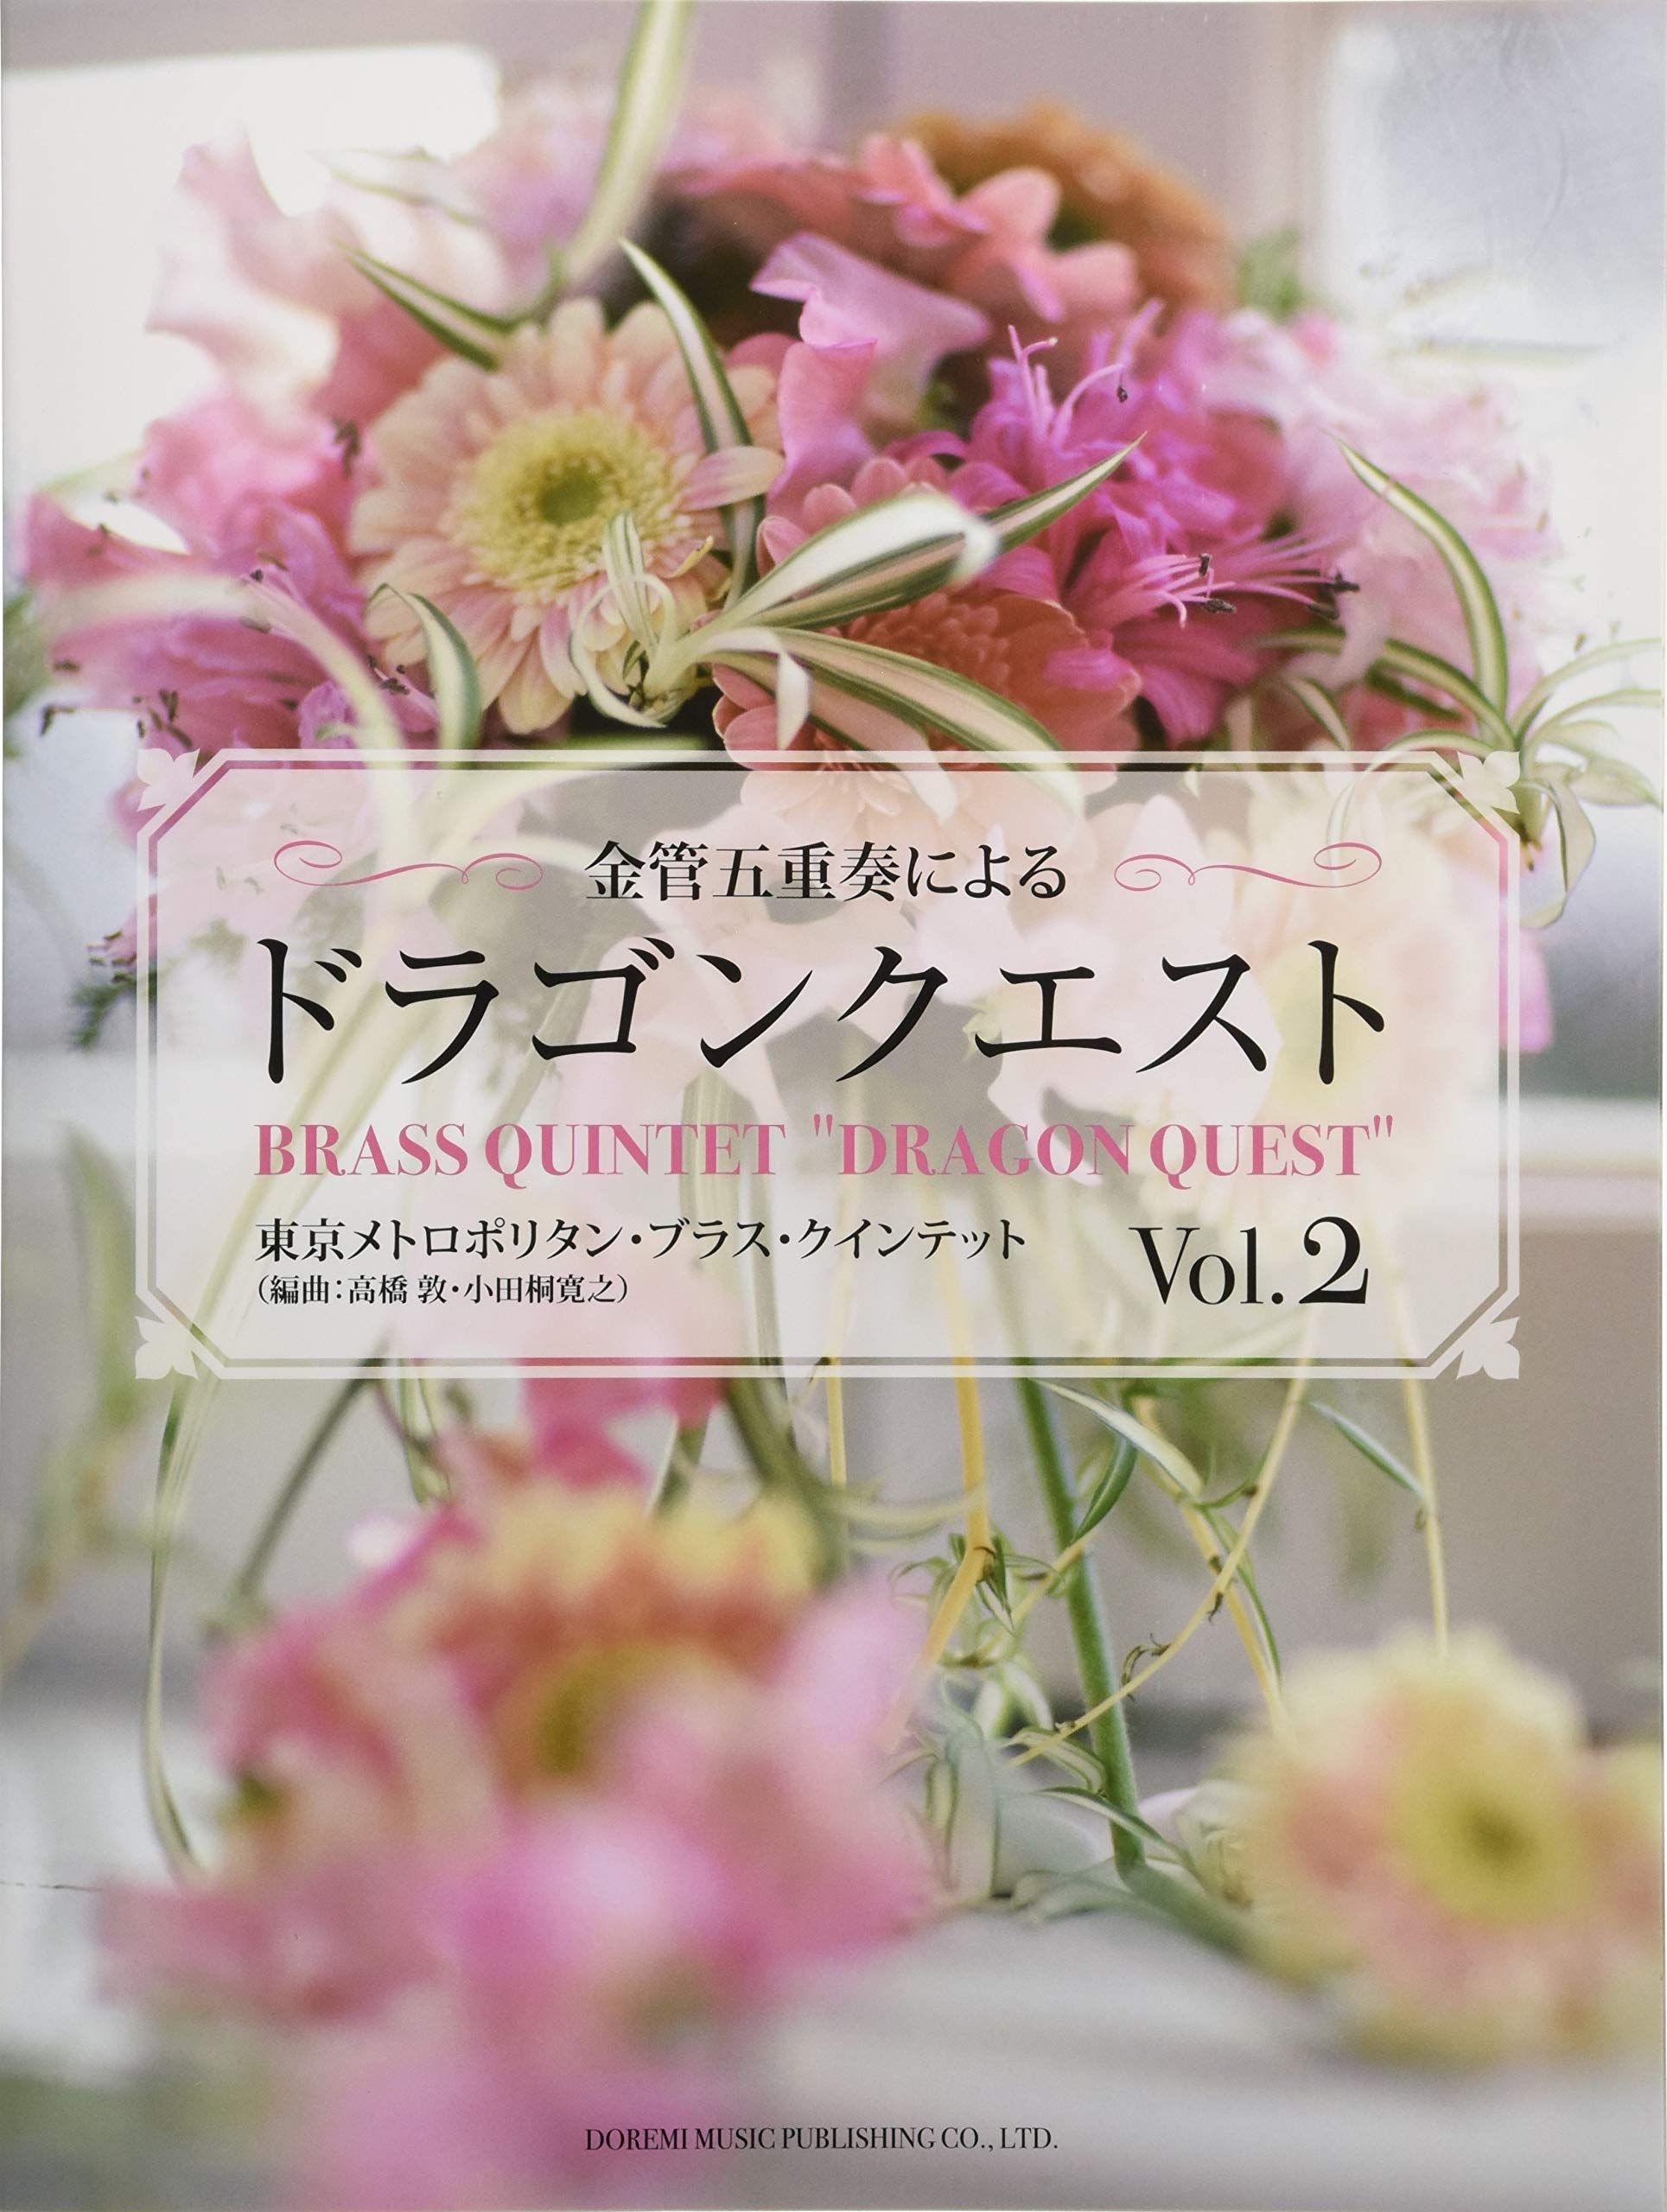 金管五重奏による
ドラゴンクエスト
BRASS QUINTET "DRAGON QUEST"
東京メトロポリタン・ブラス・クインテット
(編曲:高橋 敦・小田桐寛之)
Vol.2
DOREMI MUSIC PUBLISHING CO., LTD.